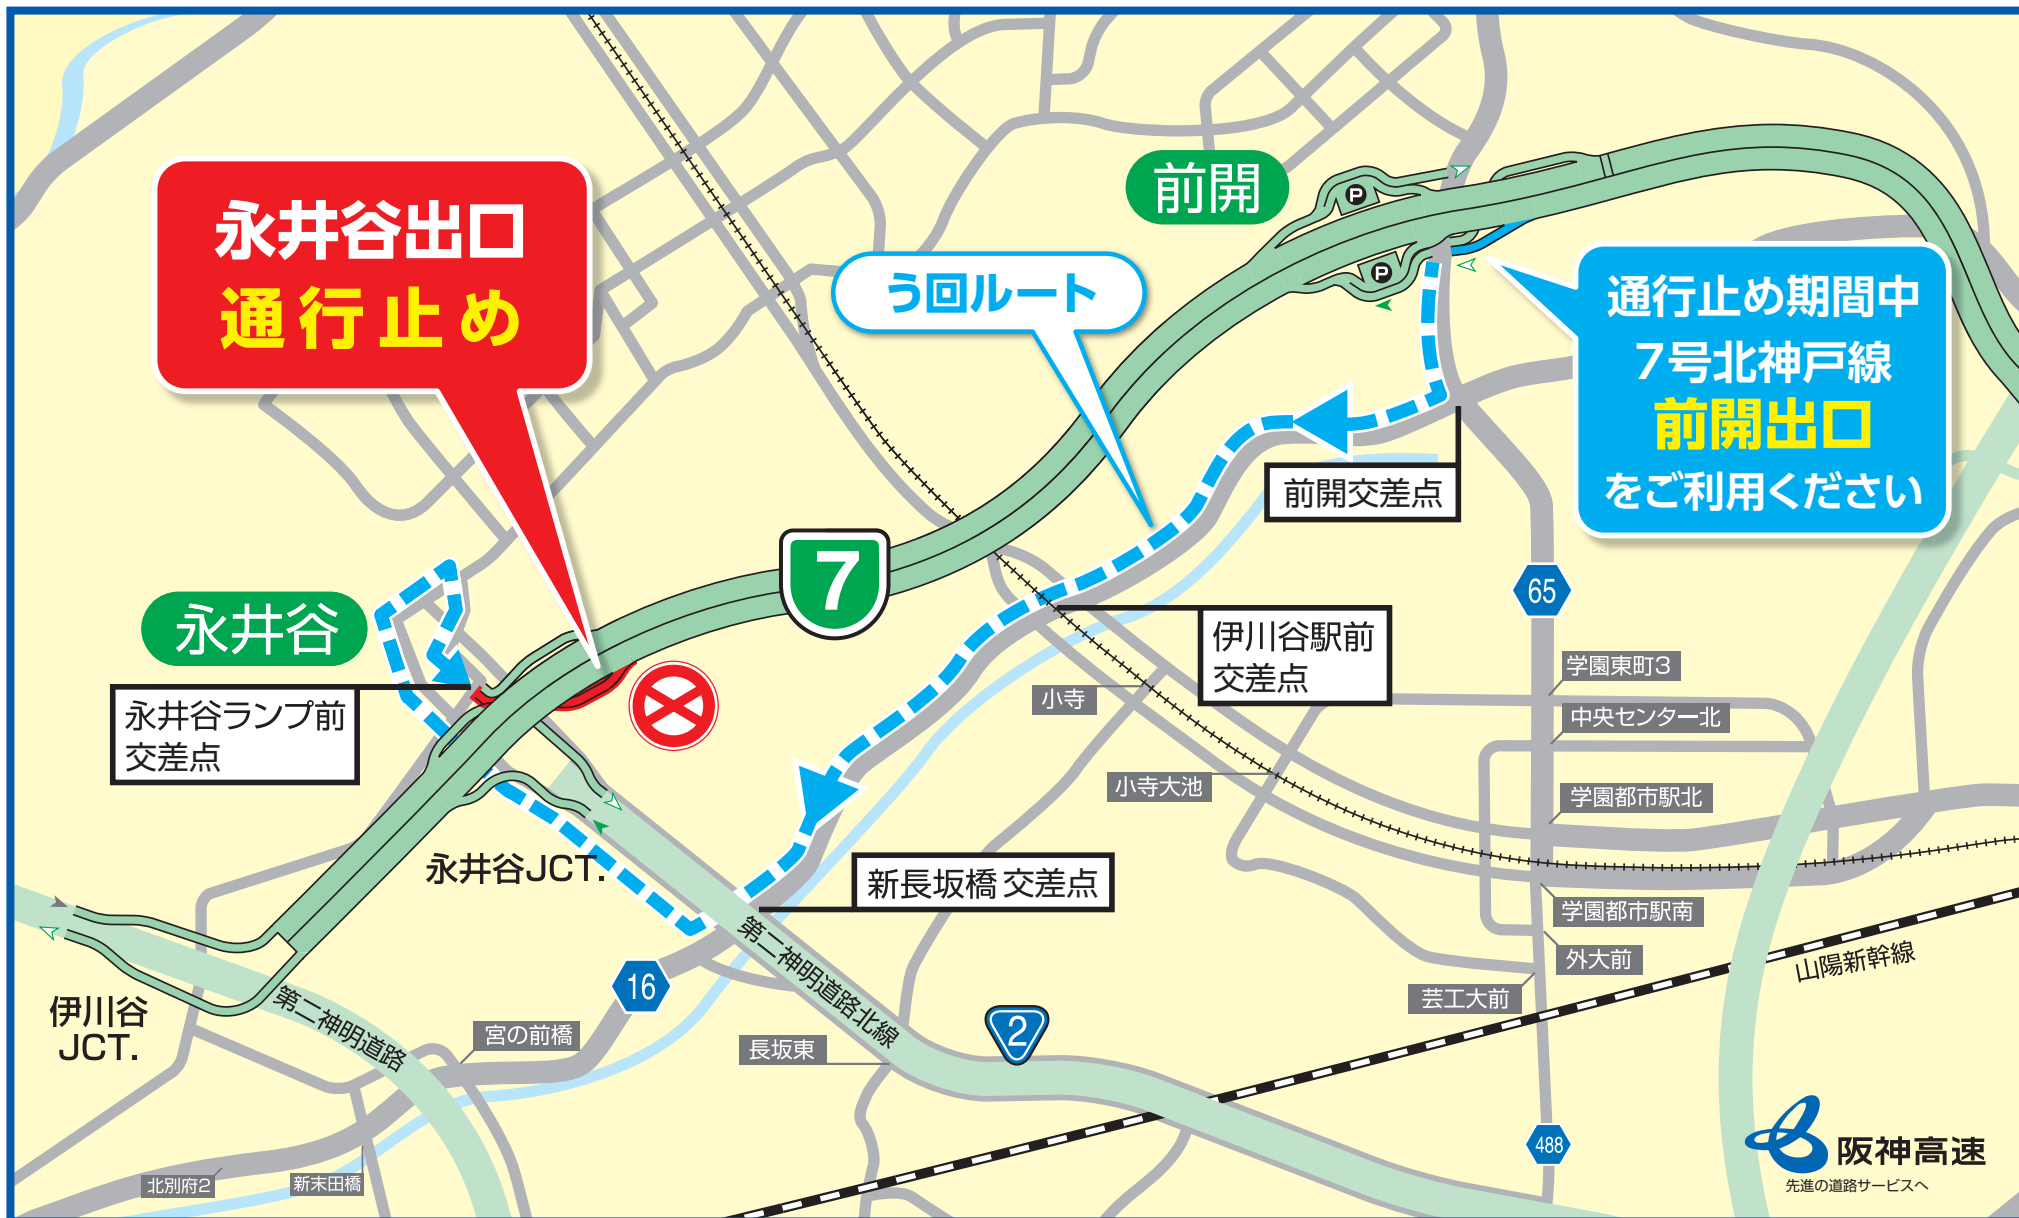 前開
永井谷出口
通行止め
う回ルート
通行止め期間中
7号北神戸線
前開出口
をご利用ください
P
P
前開交差点
7
永井谷
65
伊川谷駅前
交差点
学園東町3
小寺
中央センター北
永井谷ランプ前
交差点
小寺大池
学園都市駅北
永井谷JCT.
新長坂橋 交差点
学園都市駅南
第二神明道路北線
外大前
山陽新幹線
16
芸工大前
伊川谷
JCT.
第二神明道路
宮の前橋
長坂東
2
488
阪神高速
先進の道路サービスへ
北別府2
新末田橋